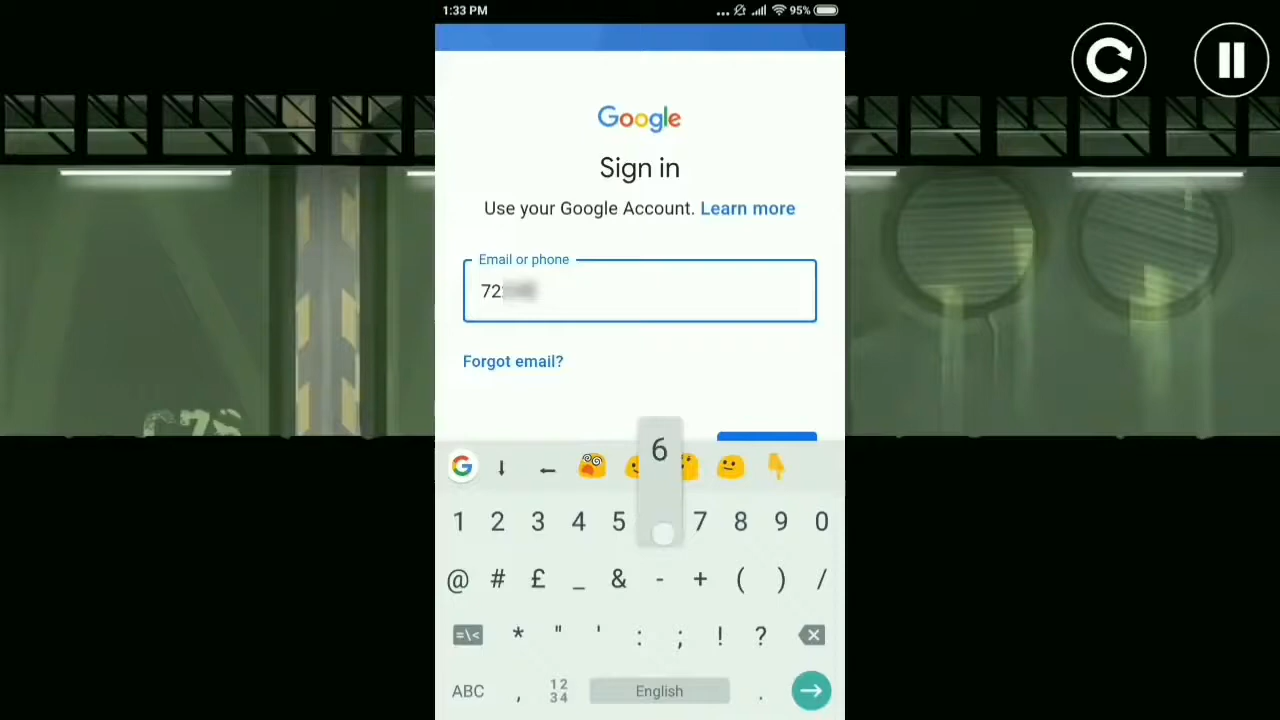 1:33 PM ... 95%
Google
Sign in
Use your Google Account. Learn more
Email or phone
72
Forgot email?
6
G
1 2 3 4 5 7 8 9 0
@ # £ _ & - + ( ) /
=\< * " ' : ; ! ?
ABC , 12 34 English .